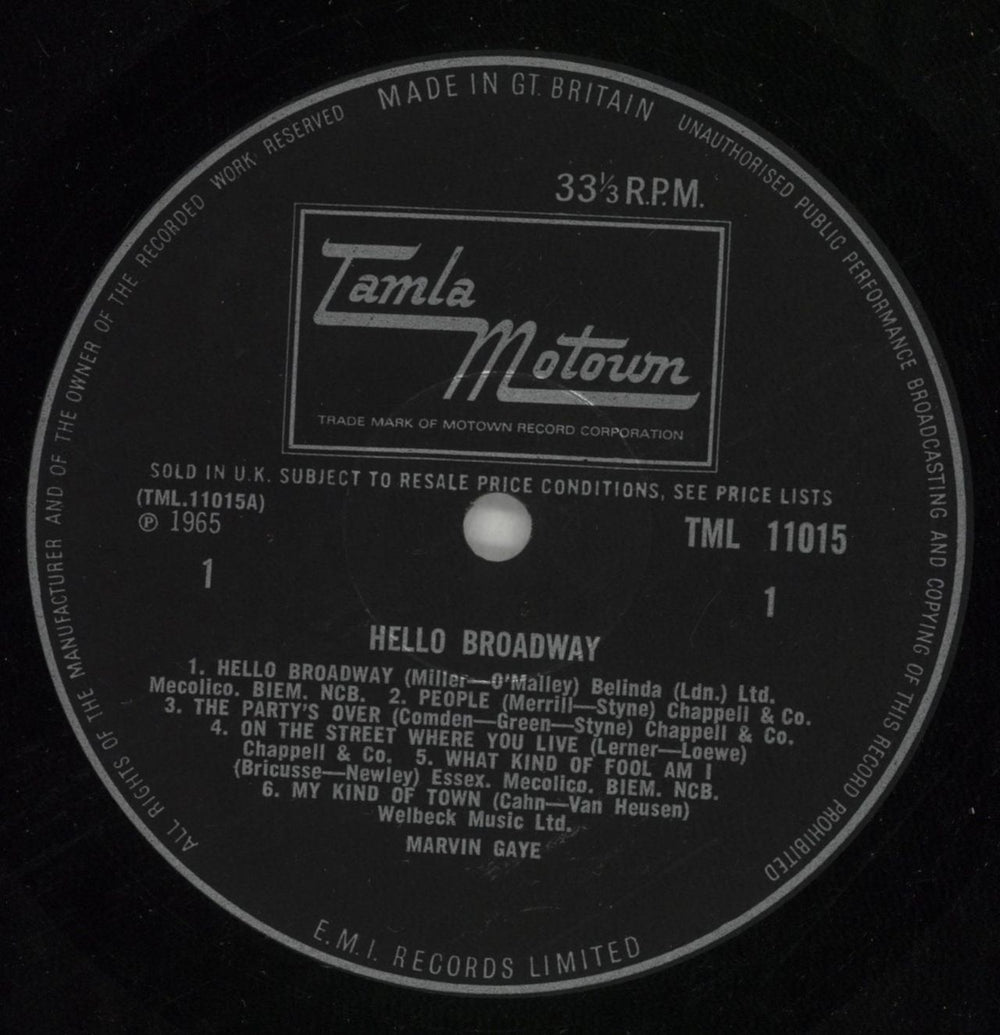 MADE IN GT. BRITAIN
UNAUTHORISED PUBLIC PERFORMANCE BROADCASTING AND COPYING OF THIS RECORD PROHIBITED
ALL RIGHTS OF THE MANUFACTURER AND OF THE OWNER OF THE RECORDED WORK RESERVED
33⅓ R.P.M.
Tamla
Motown
TRADE MARK OF MOTOWN RECORD CORPORATION
SOLD IN U.K. SUBJECT TO RESALE PRICE CONDITIONS, SEE PRICE LISTS
(TML.11015A)
℗ 1965
TML 11015
1
1
HELLO BROADWAY
1. HELLO BROADWAY (Miller—O'Malley) Belinda (Ldn.) Ltd.
Mecolico. BIEM. NCB. 2. PEOPLE (Merrill—Styne) Chappell & Co.
3. THE PARTY'S OVER (Comden—Green—Styne) Chappell & Co.
4. ON THE STREET WHERE YOU LIVE (Lerner—Loewe)
Chappell & Co. 5. WHAT KIND OF FOOL AM I
(Bricusse—Newley) Essex. Mecolico. BIEM. NCB.
6. MY KIND OF TOWN (Cahn—Van Heusen)
Welbeck Music Ltd.
MARVIN GAYE
E.M.I. RECORDS LIMITED